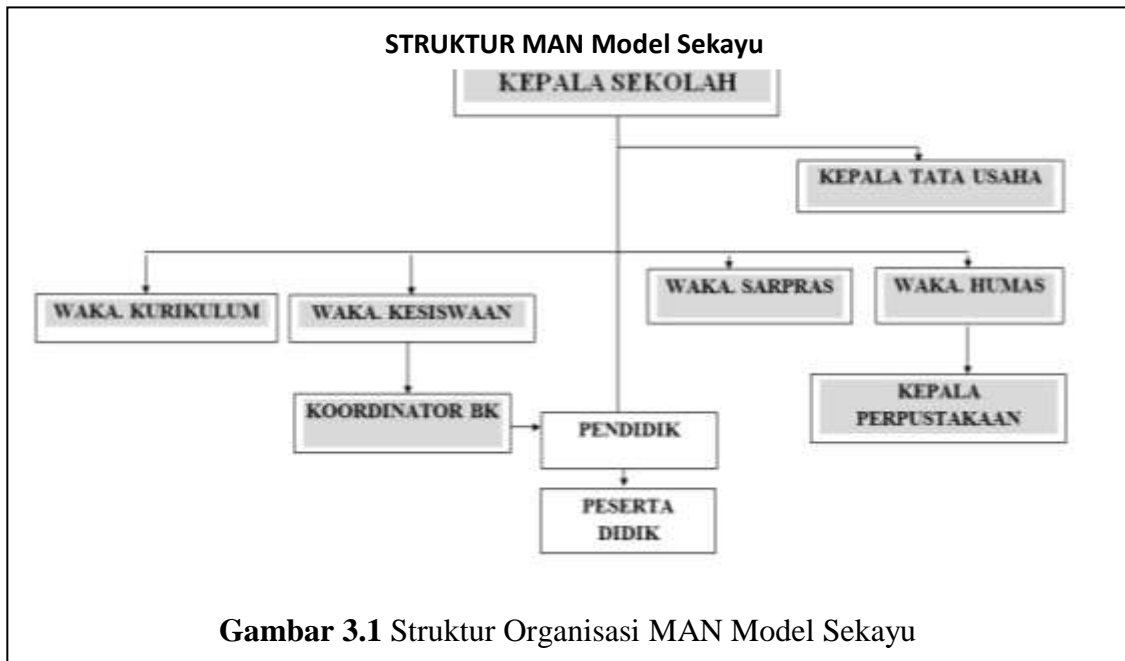 STRUKTUR MAN Model Sekayu
KEPALA SEKOLAH
KEPALA TATA USAHA
WAKA. KURIKULUM
WAKA. KESISWAAN
WAKA. SARPRAS
WAKA. HUMAS
KOORDINATOR BK
PENDIDIK
KEPALA
PERPUSTAKAAN
PESERTA
DIDIK
Gambar 3.1 Struktur Organisasi MAN Model Sekayu